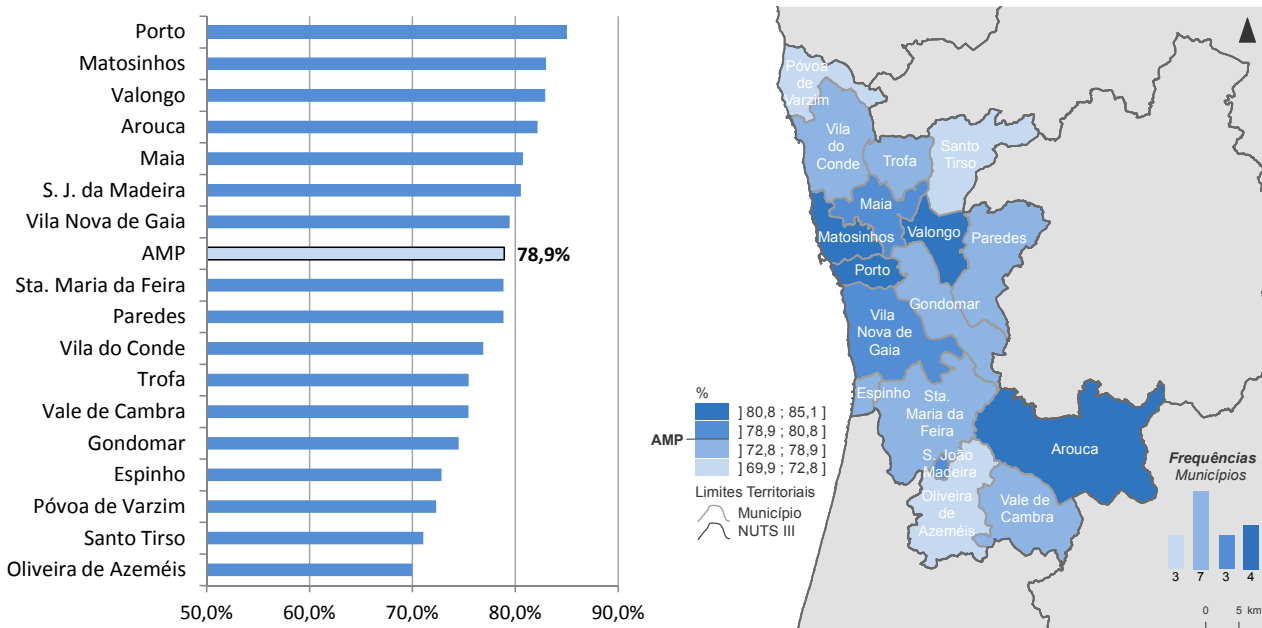 Porto
Matosinhos
Valongo
Arouca
Maia
S. J. da Madeira
Vila Nova de Gaia
AMP
78,9%
Sta. Maria da Feira
Paredes
Vila do Conde
Trofa
Vale de Cambra
Gondomar
Espinho
Póvoa de Varzim
Santo Tirso
Oliveira de Azeméis
50,0%
60,0%
70,0%
80,0%
90,0%
Póvoa
de
Varzim
Vila
do
Conde
Trofa
Santo
Tirso
Maia
Matosinhos
Valongo
Paredes
Porto
Gondomar
Vila
Nova de
Gaia
Espinho
Sta.
Maria da
Feira
Arouca
S. João
Madeira
Oliveira
de
Azeméis
Vale de
Cambra
%
] 80,8 ; 85,1 ]
] 78,9 ; 80,8 ]
AMP
] 72,8 ; 78,9 ]
] 69,9 ; 72,8 ]
Limites Territoriais
Município
NUTS III
Frequências
Municípios
3
7
3
4
0
5
km